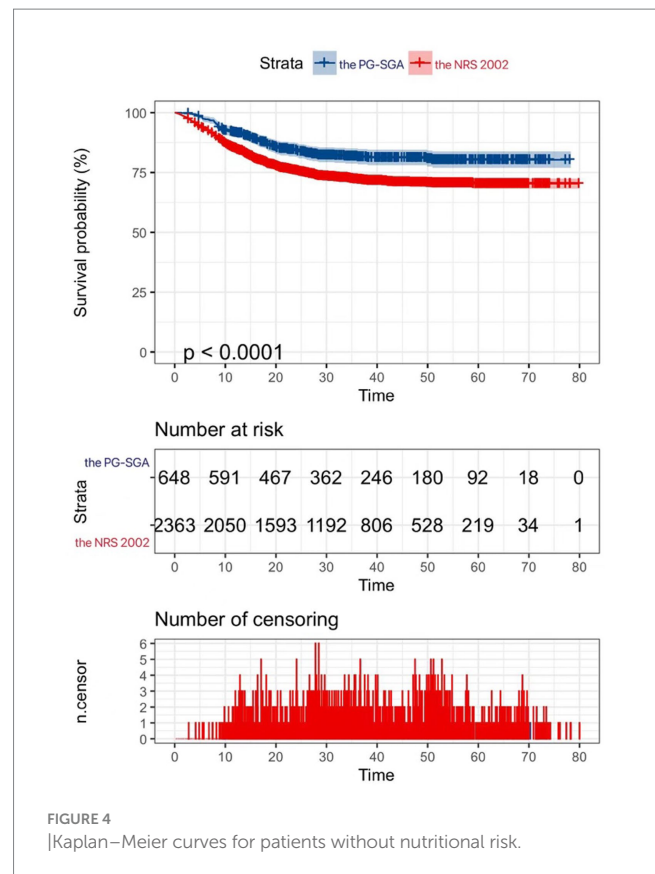 Strata the PG-SGA the NRS 2002
Survival probability (%)
100
75
50
25
0
p < 0.0001
0 10 20 30 40 50 60 70 80
Time
Number at risk
Strata
the PG-SGA
648 591 467 362 246 180 92 18 0
2363 2050 1593 1192 806 528 219 34 1
the NRS 2002
0 10 20 30 40 50 60 70 80
Time
Number of censoring
n.censor
6
5
4
3
2
1
0
0 10 20 30 40 50 60 70 80
Time
FIGURE 4
|Kaplan–Meier curves for patients without nutritional risk.